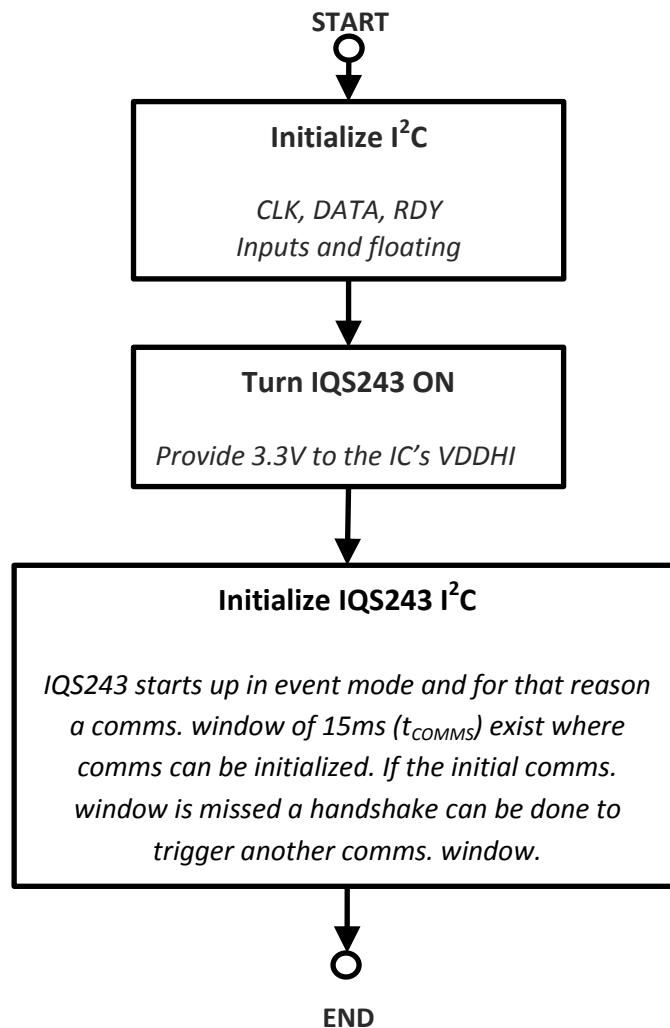 START
Initialize I²C
CLK, DATA, RDY
Inputs and floating
Turn IQS243 ON
Provide 3.3V to the IC’s VDDHI
Initialize IQS243 I²C
IQS243 starts up in event mode and for that reason
a comms. window of 15ms (tCOMMS) exist where
comms can be initialized. If the initial comms.
window is missed a handshake can be done to
trigger another comms. window.
END